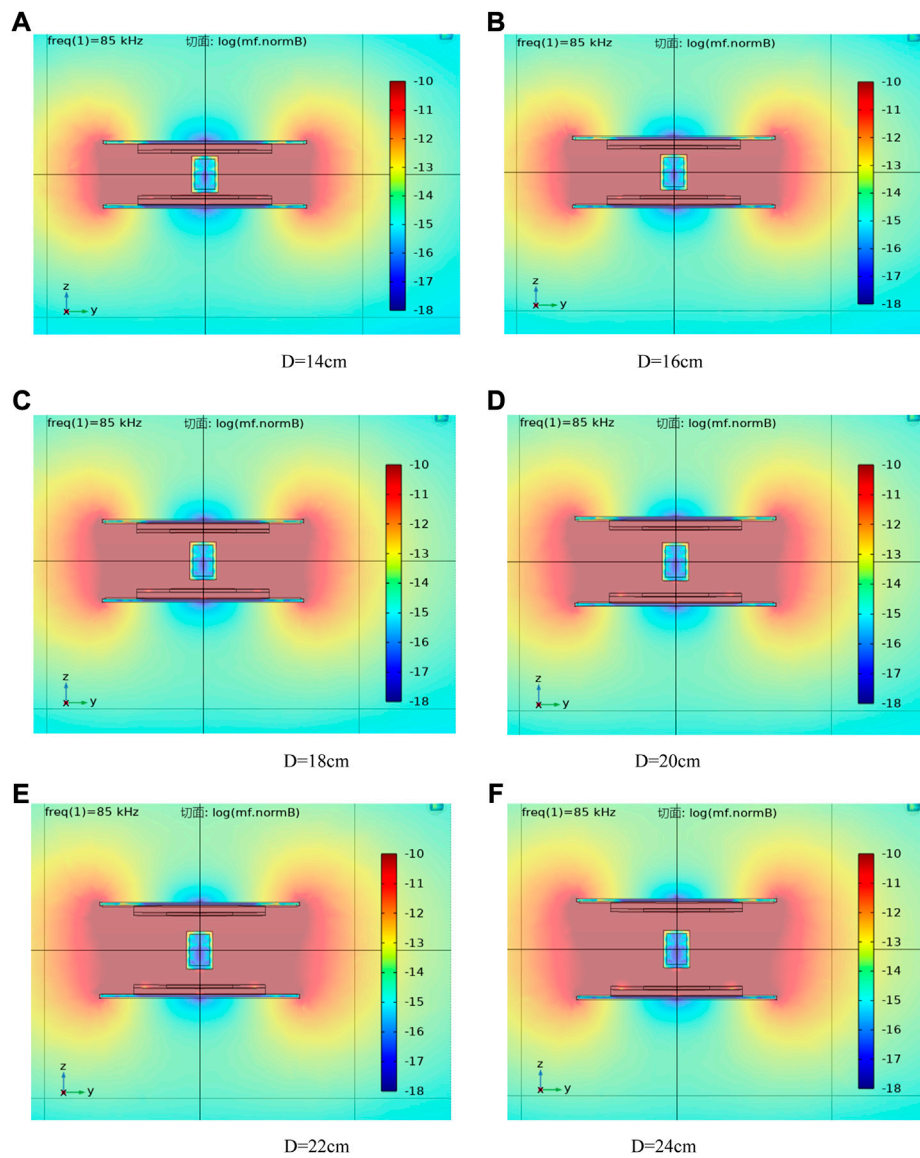 A
freq(1)=85 kHz 切面: log(mf.normB)
-10
-11
-12
-13
-14
-15
-16
-17
-18
z
y
x
D=14cm
B
freq(1)=85 kHz 切面: log(mf.normB)
-10
-11
-12
-13
-14
-15
-16
-17
-18
z
y
x
D=16cm
C
freq(1)=85 kHz 切面: log(mf.normB)
-10
-11
-12
-13
-14
-15
-16
-17
-18
z
y
x
D=18cm
D
freq(1)=85 kHz 切面: log(mf.normB)
-10
-11
-12
-13
-14
-15
-16
-17
-18
z
y
x
D=20cm
E
freq(1)=85 kHz 切面: log(mf.normB)
-10
-11
-12
-13
-14
-15
-16
-17
-18
z
y
x
D=22cm
F
freq(1)=85 kHz 切面: log(mf.normB)
-10
-11
-12
-13
-14
-15
-16
-17
-18
z
y
x
D=24cm